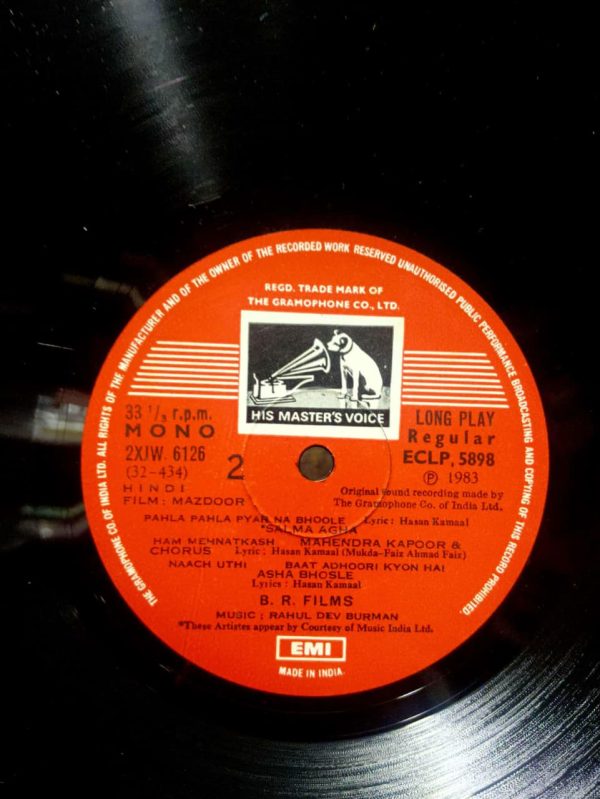 THE GRAMOPHONE CO. OF INDIA LTD. ALL RIGHTS OF THE MANUFACTURER AND OF THE OWNER OF THE RECORDED WORK RESERVED UNAUTHORISED PUBLIC PERFORMANCE BROADCASTING AND COPYING OF THIS RECORD PROHIBITED.
REGD. TRADE MARK OF
THE GRAMOPHONE CO., LTD.
HIS MASTER'S VOICE
33 1/3 r.p.m.
MONO
2XJW. 6126
(32-434)
2
LONG PLAY
Regular
ECLP, 5898
℗ 1983
HINDI
FILM: MAZDOOR
Original sound recording made by
The Gramophone Co. of India Ltd.
PAHLA PAHLA PYAR NA BHOOLE Lyric: Hasan Kamaal
*SALMA AGHA
HAM MEHNATKASH MAHENDRA KAPOOR &
CHORUS Lyric: Hasan Kamaal (Mukda-Faiz Ahmad Faiz)
NAACH UTHI BAAT ADHOORI KYON HAI
ASHA BHOSLE
Lyrics: Hasan Kamaal
B. R. FILMS
MUSIC: RAHUL DEV BURMAN
*These Artistes appear by Courtesy of Music India Ltd.
EMI
MADE IN INDIA.